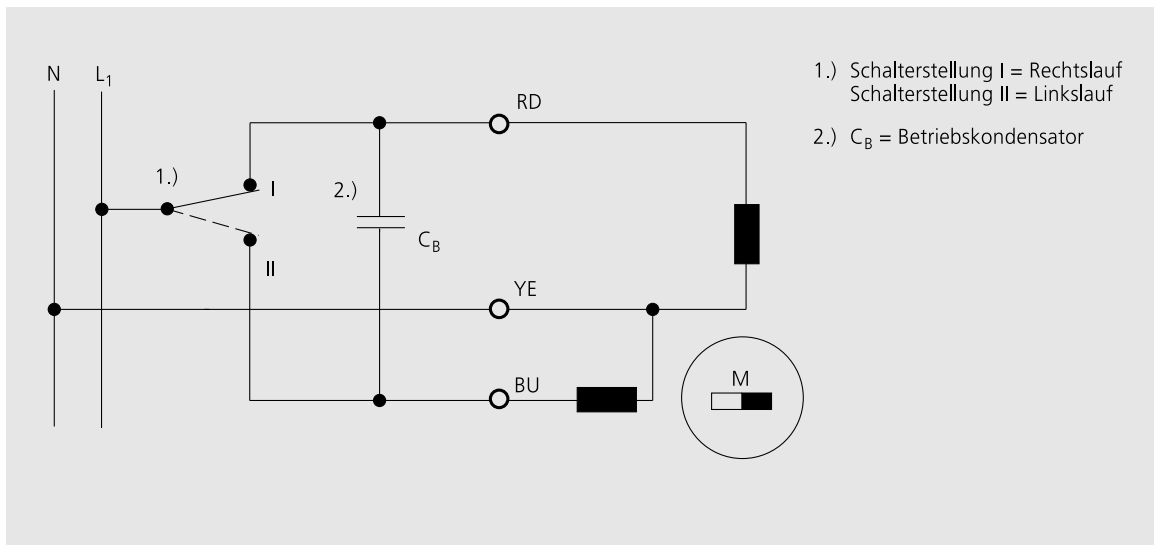 N
L1
RD
1.) Schalterstellung I = Rechtslauf
Schalterstellung II = Linkslauf
2.) CB = Betriebskondensator
1.)
I
2.)
CB
II
YE
BU
M